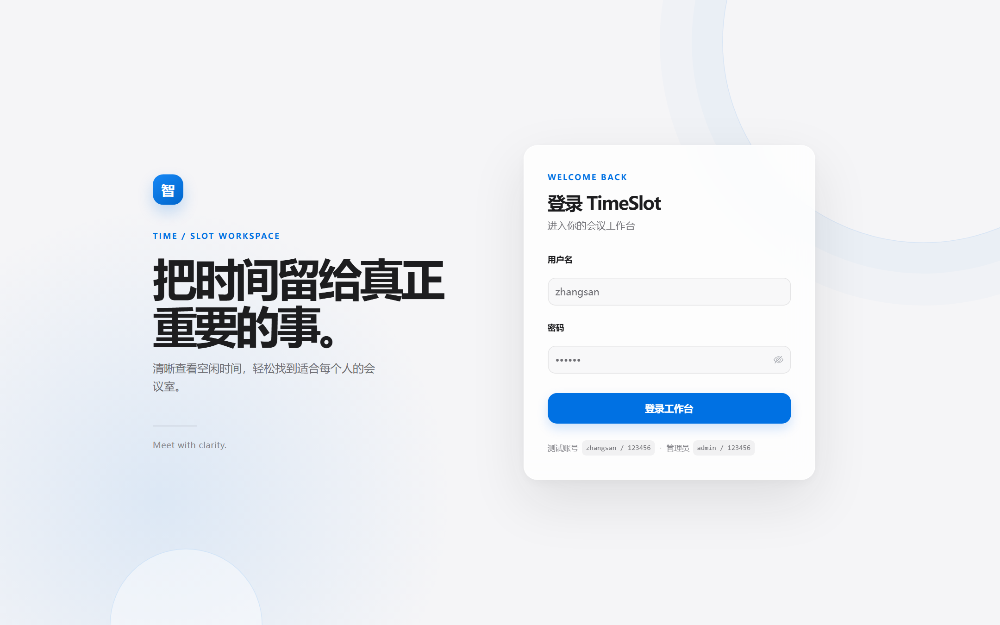 智
TIME / SLOT WORKSPACE
把时间留给真正
重要的事。
清晰查看空闲时间，轻松找到适合每个人的会
议室。
Meet with clarity.
WELCOME BACK
登录 TimeSlot
进入你的会议工作台
用户名
zhangsan
密码
••••••
登录工作台
测试账号 zhangsan / 123456 · 管理员 admin / 123456